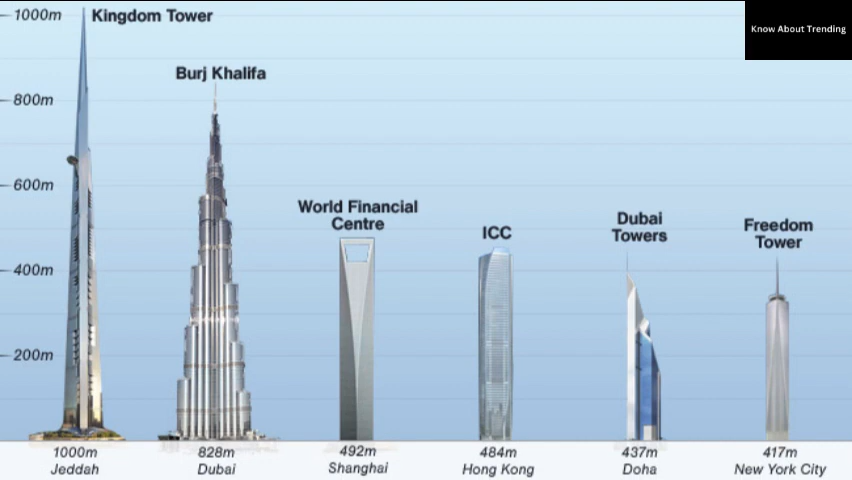 1000m
Kingdom Tower
Know About Trending
Burj Khalifa
800m
600m
World Financial
Centre
ICC
Dubai
Towers
Freedom
Tower
400m
200m
1000m
Jeddah
828m
Dubai
492m
Shanghai
484m
Hong Kong
437m
Doha
417m
New York City